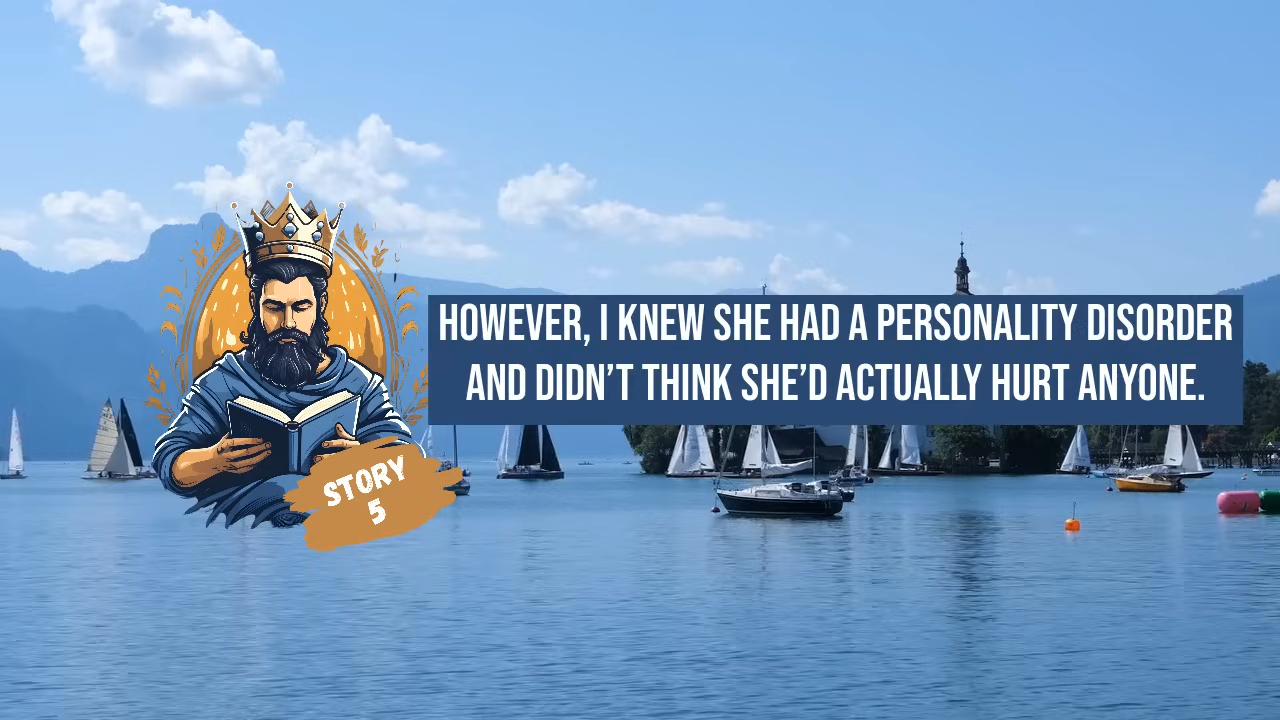 HOWEVER, I KNEW SHE HAD A PERSONALITY DISORDER
AND DIDN’T THINK SHE’D ACTUALLY HURT ANYONE.
STORY
5